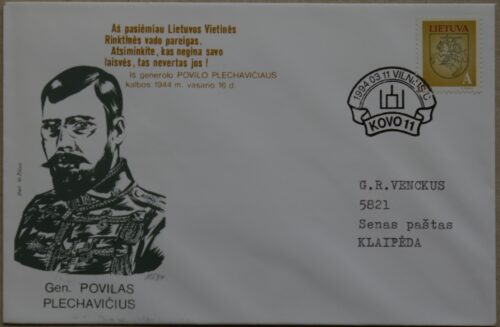 Aš pasiėmiau Lietuvos Vietinės
Rinktinės vado pareigas.
Atsiminkite, kas negina savo
laisvės, tas nevertas jos !
Iš generolo POVILO PLECHAVIČIAUS
kalbos 1944 m. vasario 16 d.
LIETUVA
A
1994 03 11 VILNIUS C
KOVO 11
G.R.VENCKUS
5821
Senas paštas
KLAIPĖDA
Gen. POVILAS
PLECHAVIČIUS